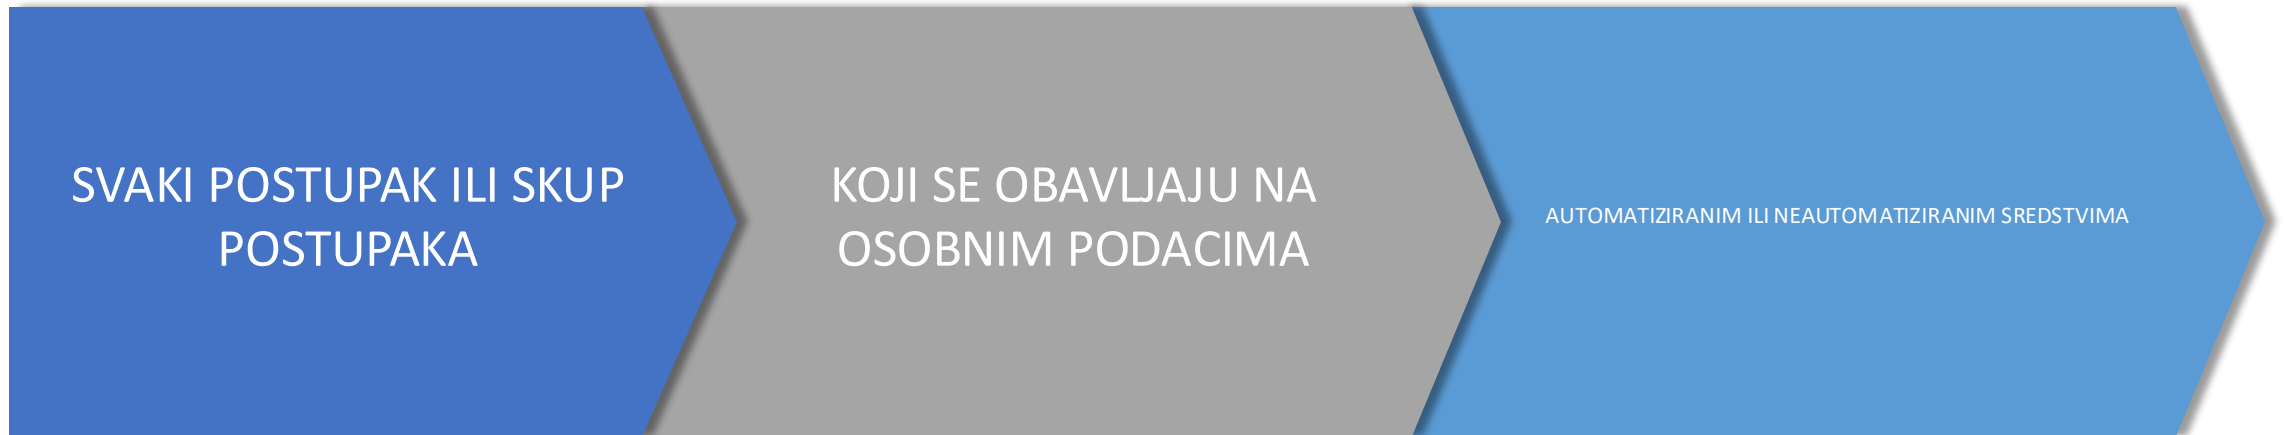 SVAKI POSTUPAK ILI SKUP
POSTUPAKA
KOJI SE OBAVLJAJU NA
OSOBNIM PODACIMA
AUTOMATIZIRANIM ILI NEAUTOMATIZIRANIM SREDSTVIMA